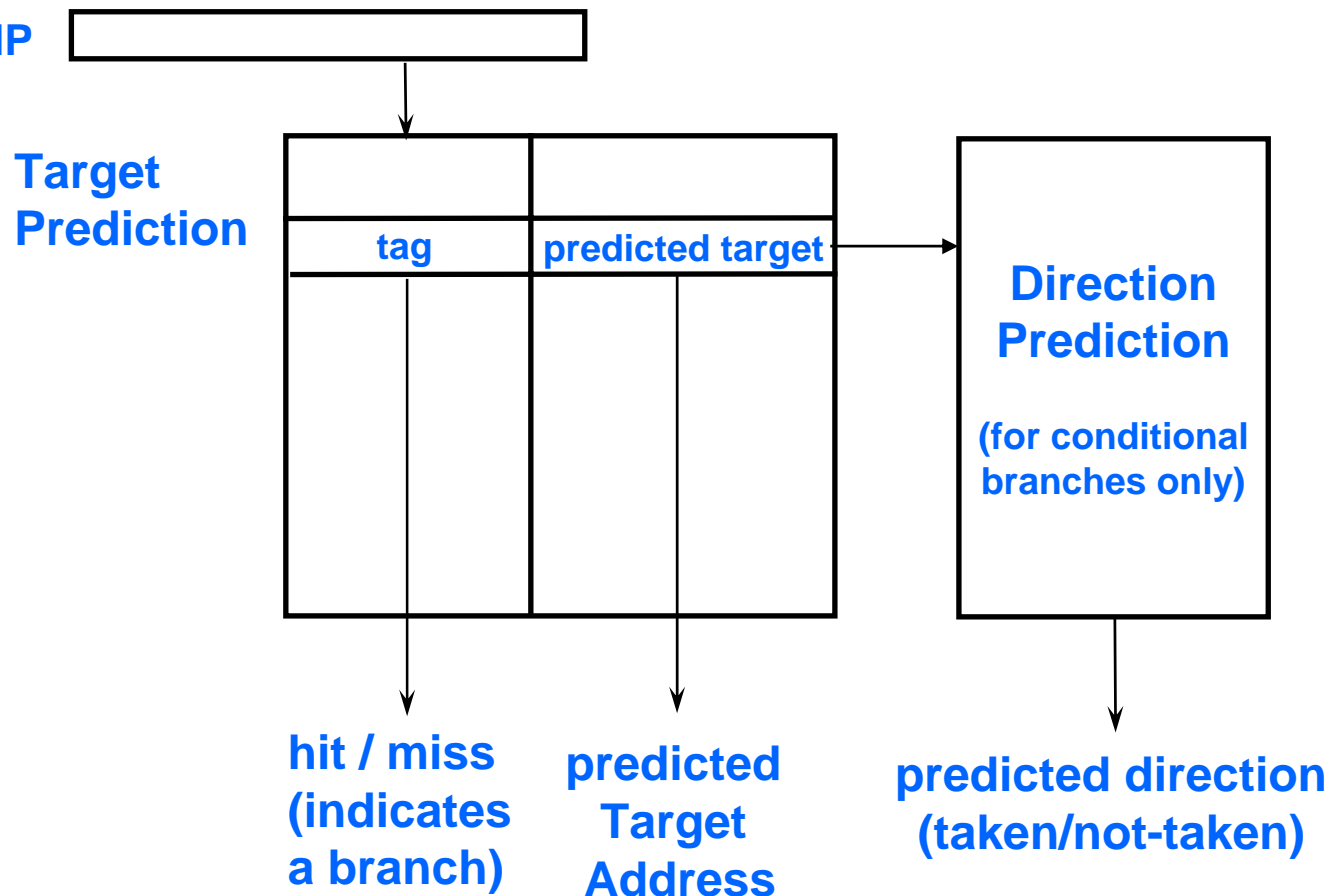 IP
Target
Prediction
tag
predicted target
Direction
Prediction
(for conditional
branches only)
hit / miss
(indicates
a branch)
predicted
Target
Address
predicted direction
(taken/not-taken)